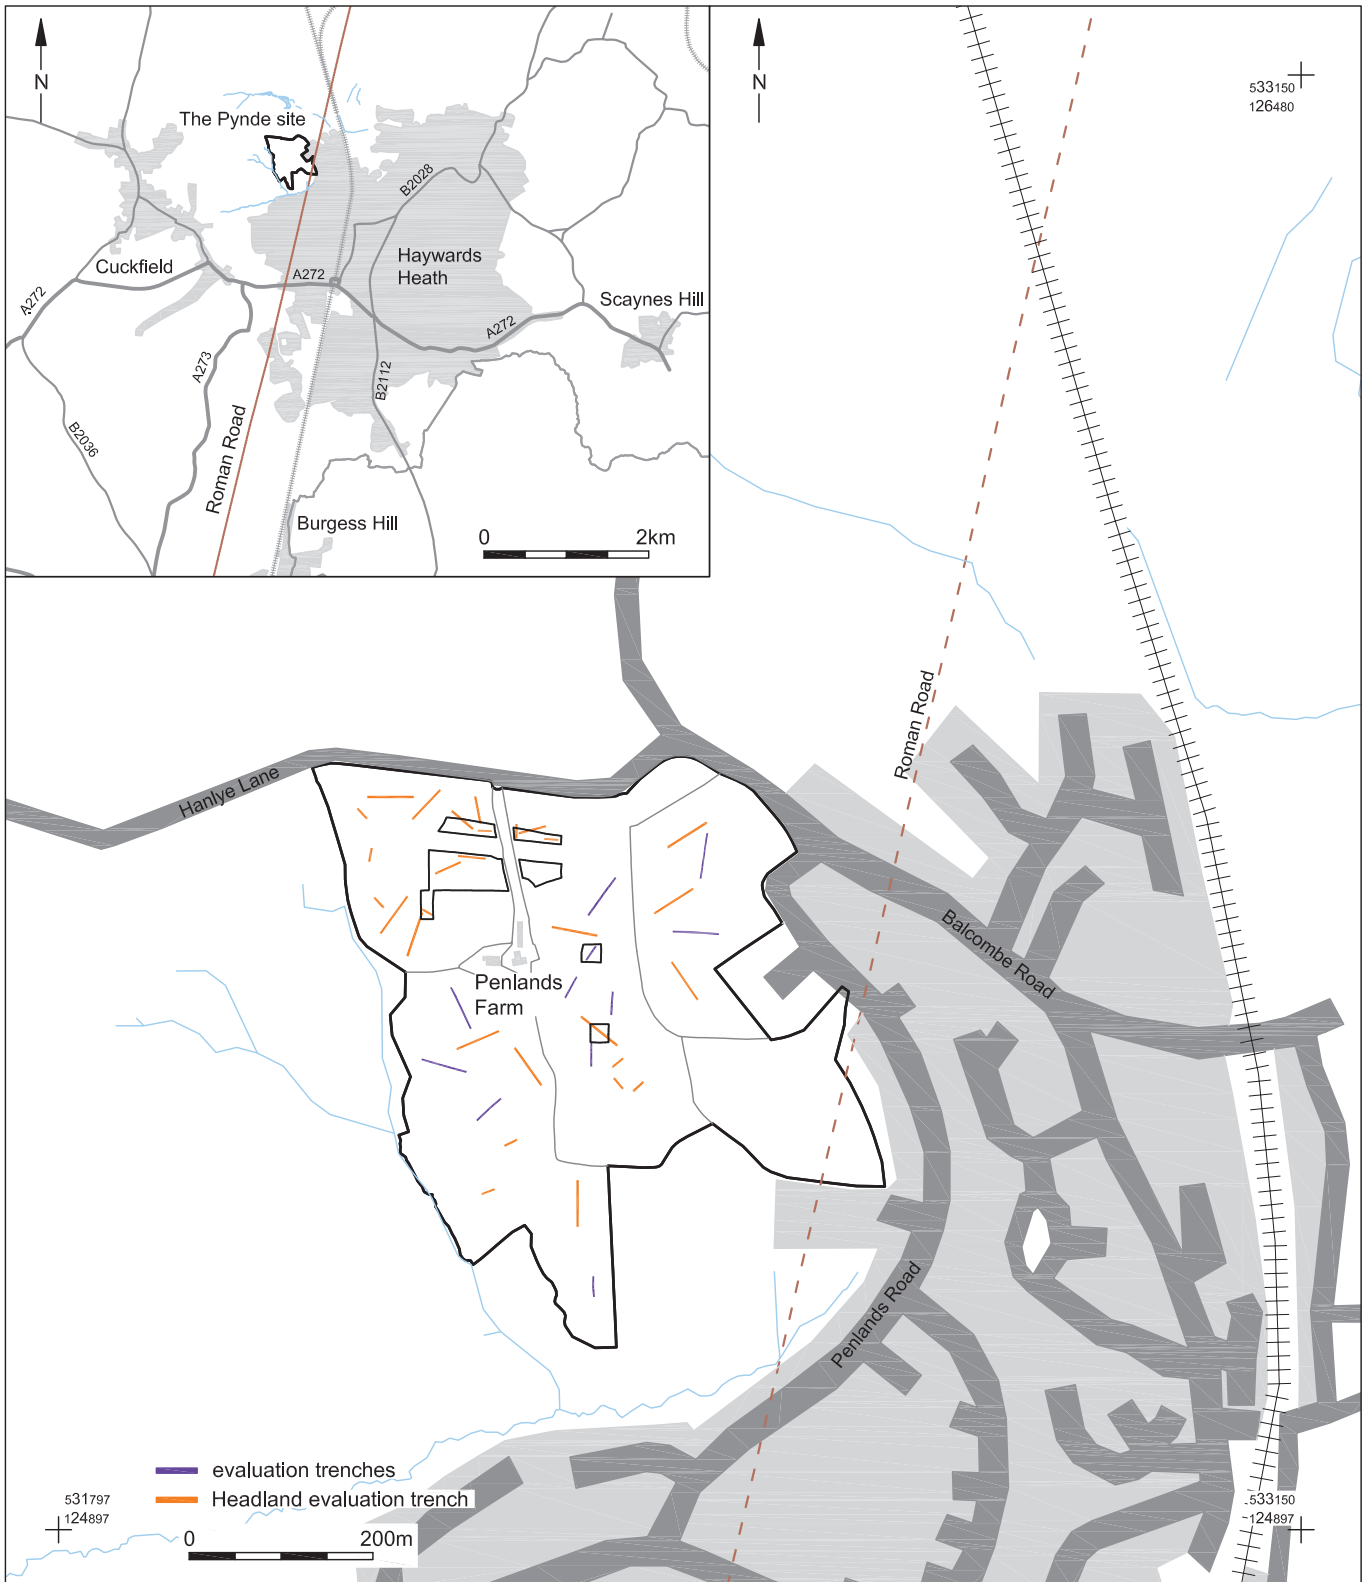 N
The Pynde site
B2028
Cuckfield
Haywards
Heath
A272
A272
Scaynes Hill
A272
A273
B2112
B2036
Roman Road
Burgess Hill
0 2km
N
533150
126480
Roman Road
Hanlye Lane
Balcombe Road
Penlands
Farm
Penlands Road
evaluation trenches
Headland evaluation trench
531797
124897
0 200m
533150
124897